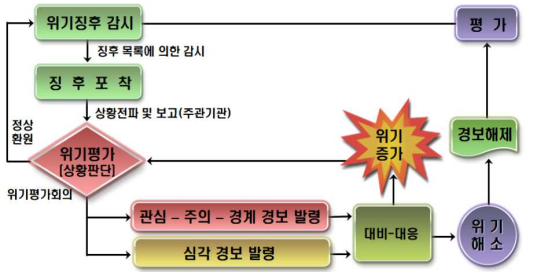 위기징후 감시
평 가
징후 목록에 의한 감시
징 후 포 착
상황전파 및 보고(주관기관)
정상
환원
위기
증가
경보해제
위기평가
[상황판단]
위기평가회의
관심 – 주의 – 경계 경보 발령
대비-대응
위 기
해 소
심각 경보 발령